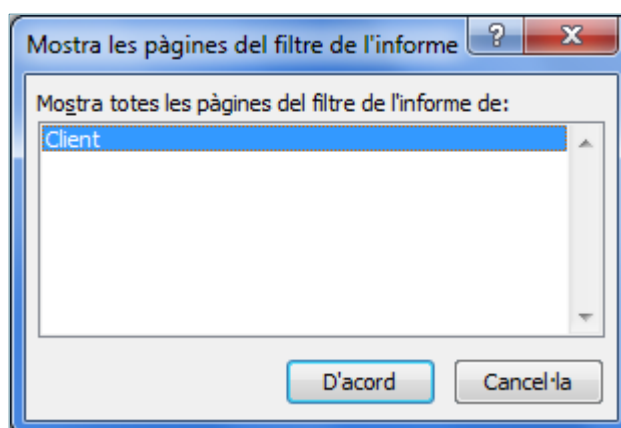 Mostra les pàgines del filtre de l'informe
Mostra totes les pàgines del filtre de l'informe de:
Client
D'acord
Cancel·la